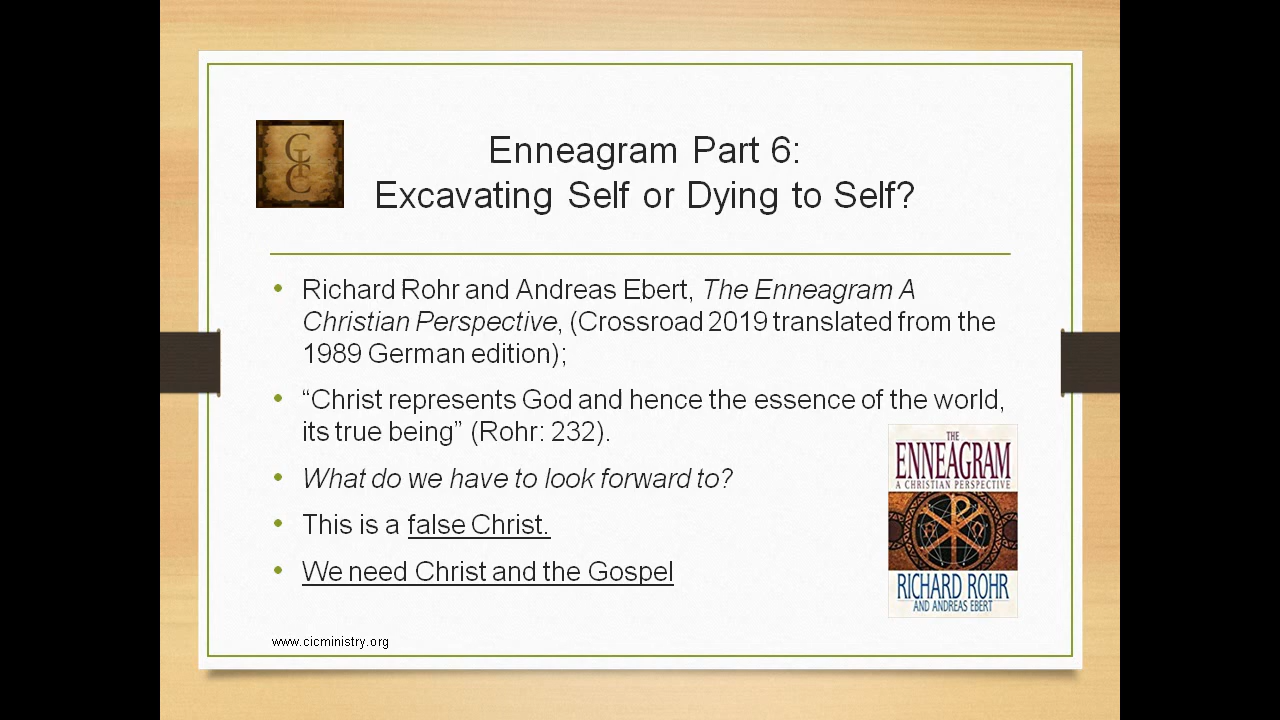 CIC
Enneagram Part 6:
Excavating Self or Dying to Self?
• Richard Rohr and Andreas Ebert, The Enneagram A
Christian Perspective, (Crossroad 2019 translated from the
1989 German edition);
• “Christ represents God and hence the essence of the world,
its true being” (Rohr: 232).
• What do we have to look forward to?
• This is a false Christ.
• We need Christ and the Gospel
THE
ENNEAGRAM
A CHRISTIAN PERSPECTIVE
RICHARD ROHR
AND ANDREAS EBERT
www.cicministry.org